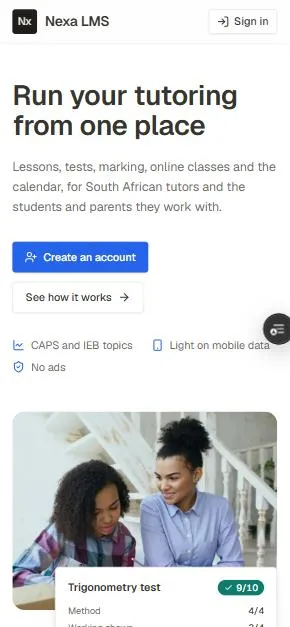 Nx Nexa LMS Sign in
Run your tutoring
from one place
Lessons, tests, marking, online classes and the
calendar, for South African tutors and the
students and parents they work with.
Create an account
See how it works
CAPS and IEB topics Light on mobile data
No ads
Trigonometry test 9/10
Method 4/4